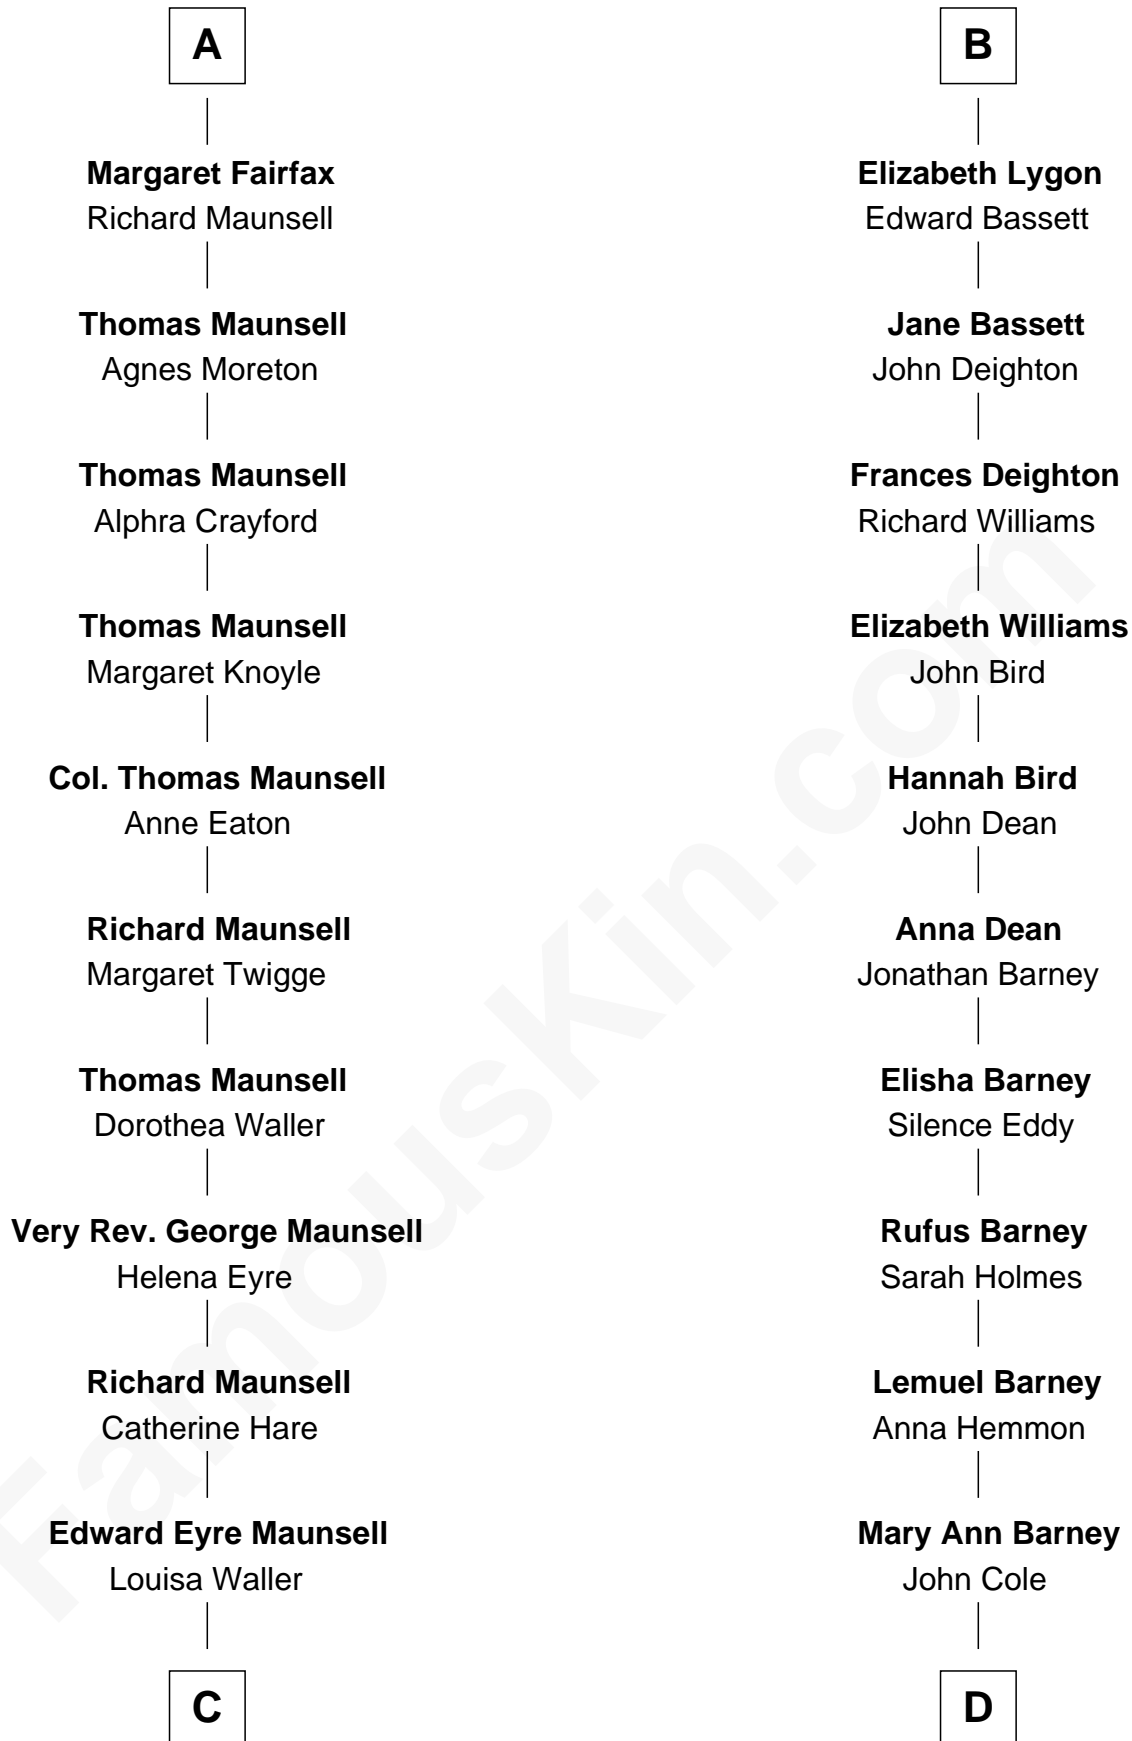 A
Margaret Fairfax
Richard Maunsell
Thomas Maunsell
Agnes Moreton
Thomas Maunsell
Alphra Crayford
Thomas Maunsell
Margaret Knoyle
Col. Thomas Maunsell
Anne Eaton
Richard Maunsell
Margaret Twigge
Thomas Maunsell
Dorothea Waller
Very Rev. George Maunsell
Helena Eyre
Richard Maunsell
Catherine Hare
Edward Eyre Maunsell
Louisa Waller
C
B
Elizabeth Lygon
Edward Bassett
Jane Bassett
John Deighton
Frances Deighton
Richard Williams
Elizabeth Williams
John Bird
Hannah Bird
John Dean
Anna Dean
Jonathan Barney
Elisha Barney
Silence Eddy
Rufus Barney
Sarah Holmes
Lemuel Barney
Anna Hemmon
Mary Ann Barney
John Cole
D
FamousKin.com